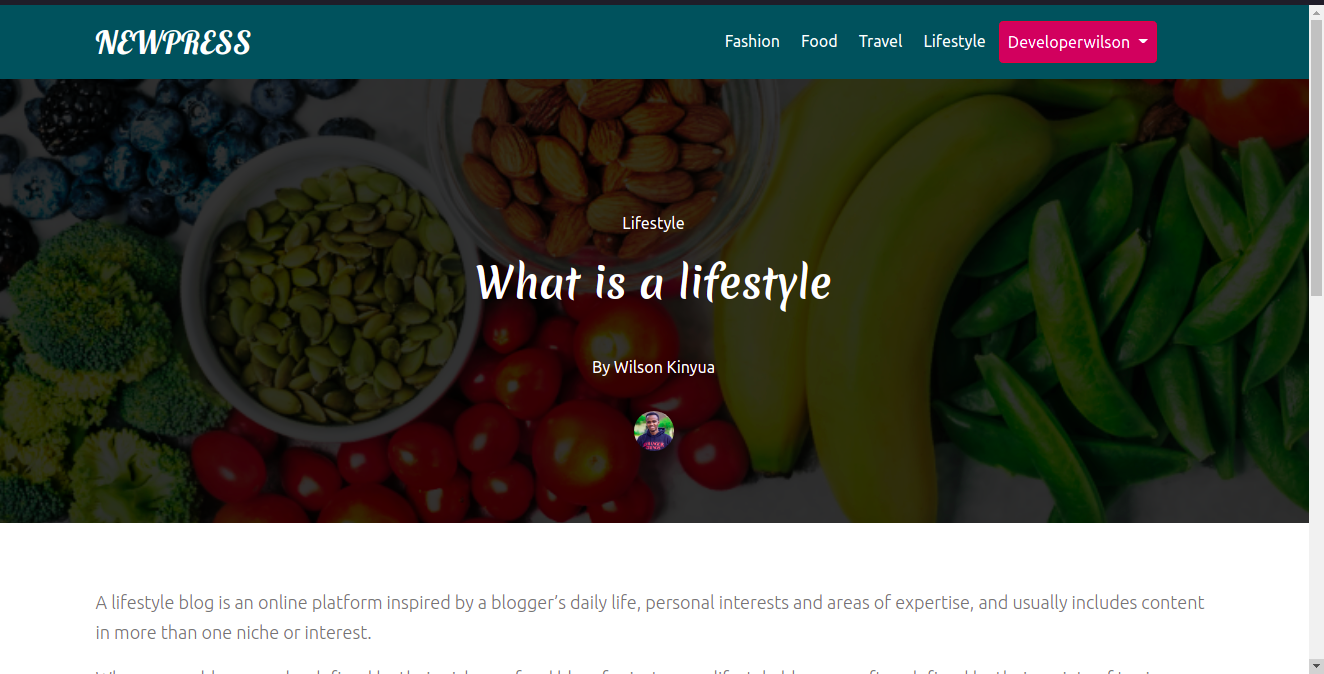 NEWPRESS
Fashion Food Travel Lifestyle Developerwilson
Lifestyle
What is a lifestyle
By Wilson Kinyua
A lifestyle blog is an online platform inspired by a blogger’s daily life, personal interests and areas of expertise, and usually includes content
in more than one niche or interest.